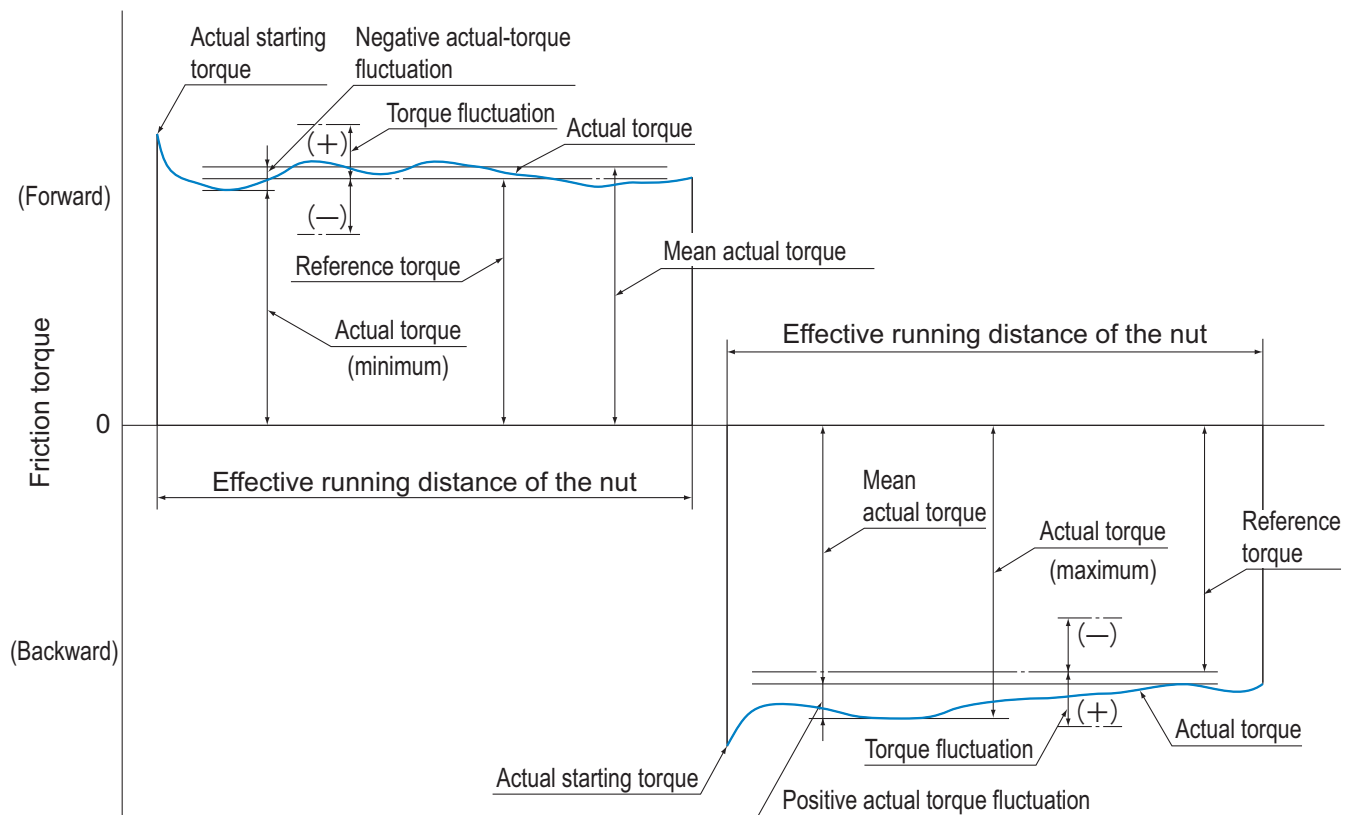 Actual starting
torque
Negative actual-torque
fluctuation
Torque fluctuation
(+)
Actual torque
(Forward)
(—)
Reference torque
Mean actual torque
Actual torque
(minimum)
Effective running distance of the nut
Friction torque
0
Effective running distance of the nut
Mean
actual torque
Actual torque
(maximum)
Reference
torque
(Backward)
(—)
(+)
Actual torque
Torque fluctuation
Actual starting torque
Positive actual torque fluctuation